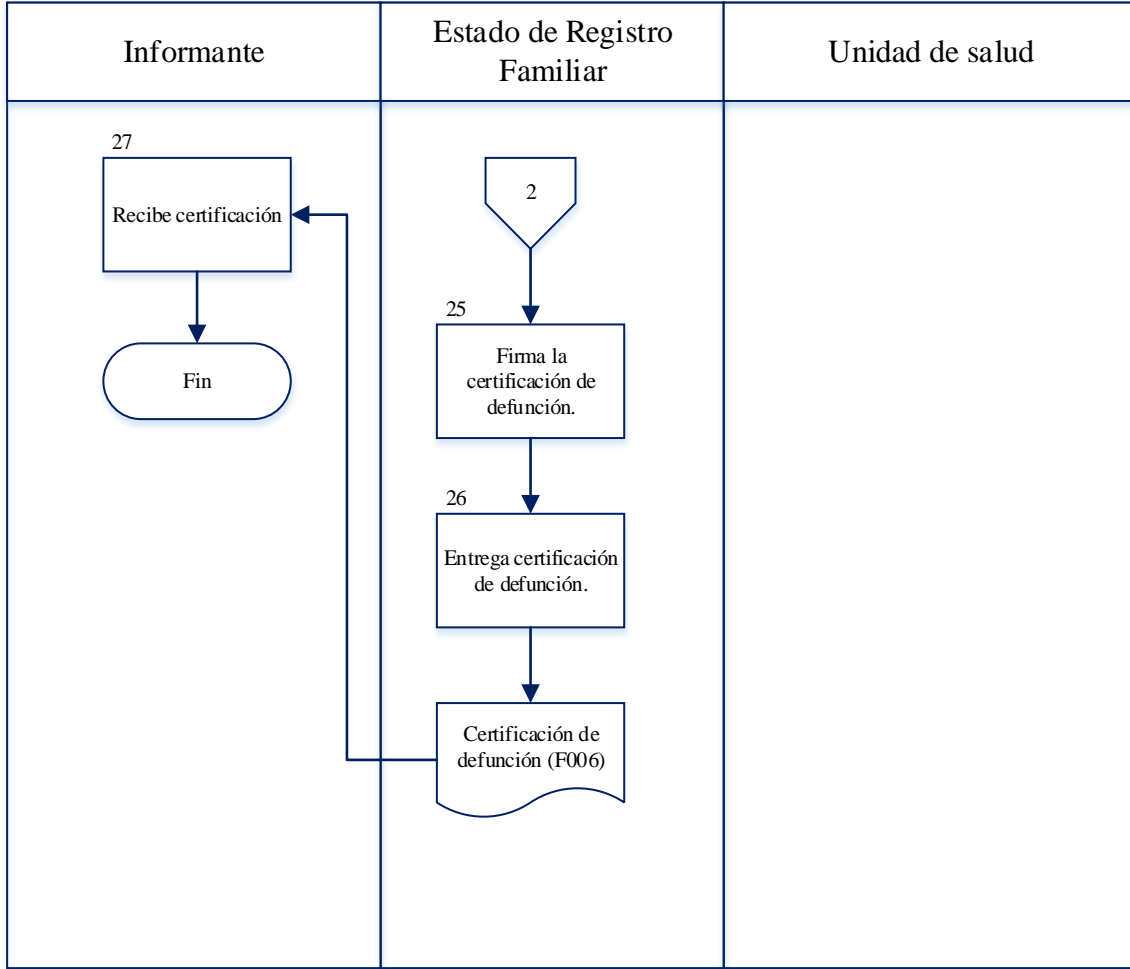 Informante
Estado de Registro
Familiar
Unidad de salud
27
Recibe certificación
Fin
2
25
Firma la
certificación de
defunción.
26
Entrega certificación
de defunción.
Certificación de
defunción (F006)